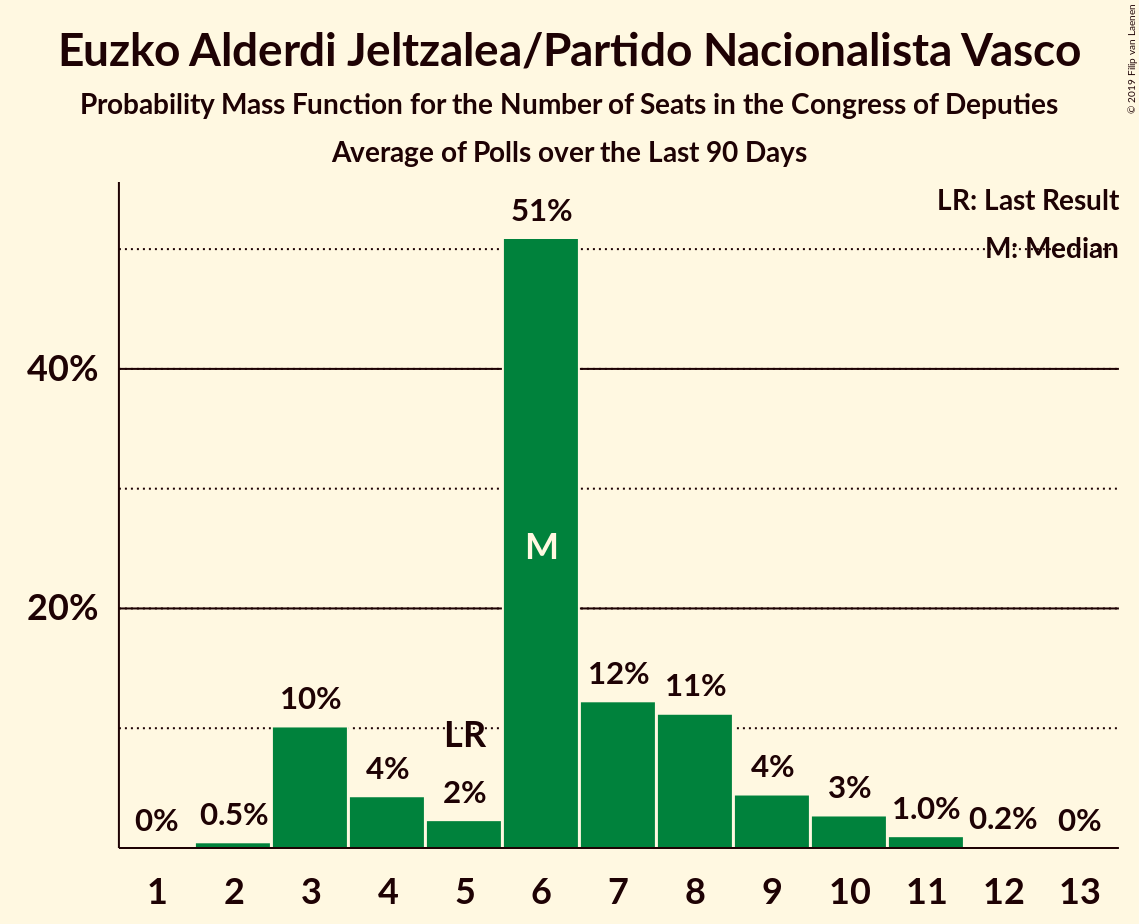 Euzko Alderdi Jeltzalea/Partido Nacionalista Vasco
Probability Mass Function for the Number of Seats in the Congress of Deputies
Average of Polls over the Last 90 Days
© 2019 Filip van Laenen
LR: Last Result
M: Median
40%
20%
0%
0.5%
10%
4%
2%
LR
51%
M
12%
11%
4%
3%
1.0%
0.2%
0%
1 2 3 4 5 6 7 8 9 10 11 12 13